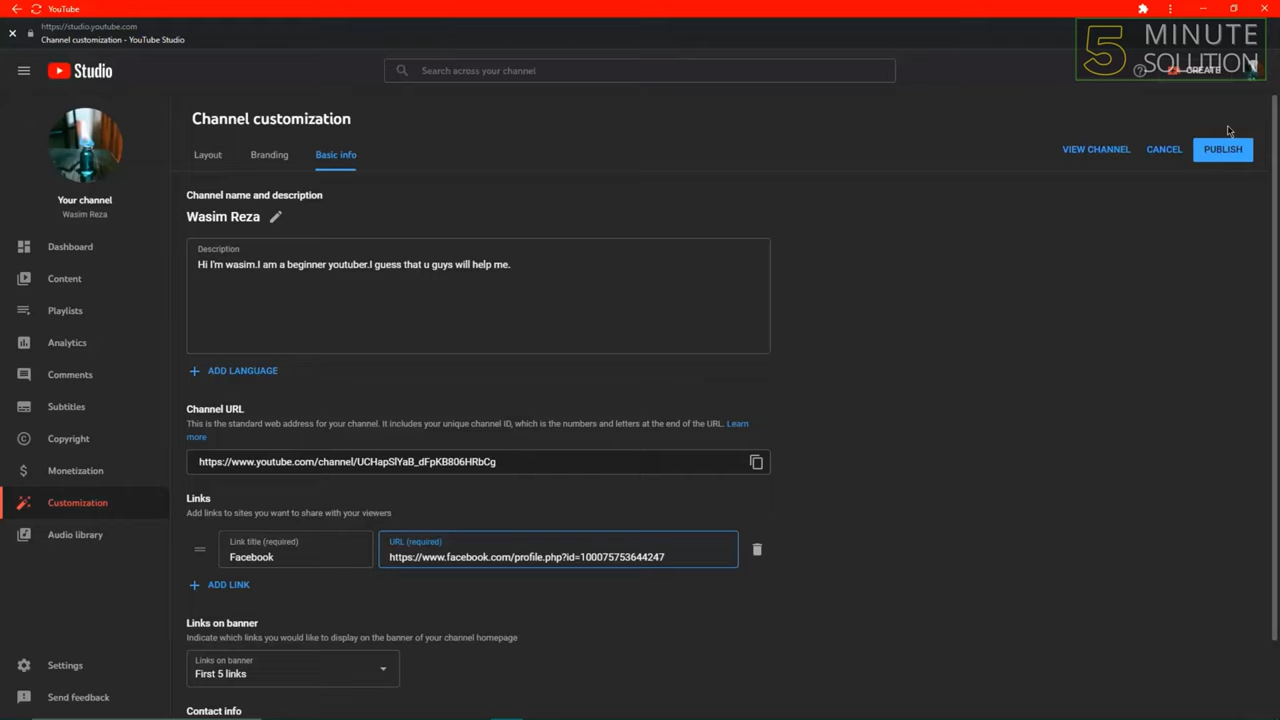 YouTube
https://studio.youtube.com
Channel customization - YouTube Studio
5 MINUTE
SOLUTION
Studio
Search across your channel
CREATE
Channel customization
Layout
Branding
Basic info
VIEW CHANNEL
CANCEL
PUBLISH
Your channel
Wasim Reza
Dashboard
Content
Playlists
Analytics
Comments
Subtitles
Copyright
Monetization
Customization
Audio library
Settings
Send feedback
Channel name and description
Wasim Reza
Description
Hi I'm wasim.I am a beginner youtuber.I guess that u guys will help me.
ADD LANGUAGE
Channel URL
This is the standard web address for your channel. It includes your unique channel ID, which is the numbers and letters at the end of the URL. Learn
more
https://www.youtube.com/channel/UCHapSlYaB_dFpKB806HRbCg
Links
Add links to sites you want to share with your viewers
Link title (required)
Facebook
URL (required)
https://www.facebook.com/profile.php?id=100075753644247
ADD LINK
Links on banner
Indicate which links you would like to display on the banner of your channel homepage
Links on banner
First 5 links
Contact info